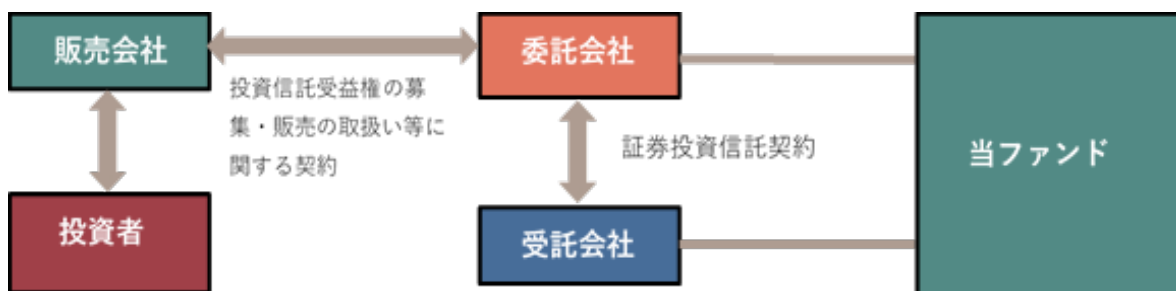 販売会社
委託会社
投資信託受益権の募
集・販売の取扱い等に
関する契約
証券投資信託契約
当ファンド
投資者
受託会社